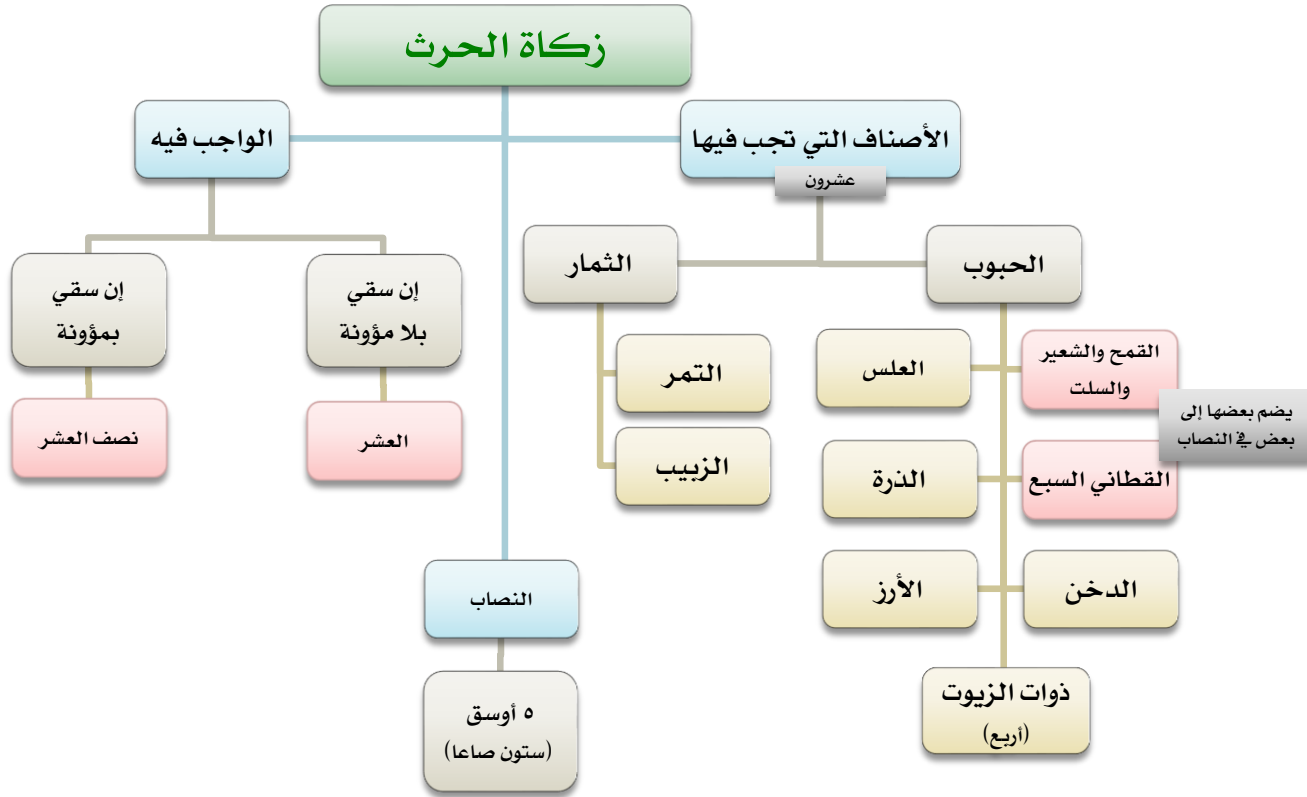 زكاة الحرث
الأصناف التي تجب فيها
عشرون
الحبوب
القمح والشعير
والسلت
يضم بعضها إلى
بعض في النصاب
القطاني السبع
العلس
الذرة
الدخن
الأرز
ذوات الزيوت
(أربع)
الثمار
التمر
الزبيب
النصاب
٥ أوسق
(ستون صاعا)
الواجب فيه
إن سقي
بلا مؤونة
العشر
إن سقي
بمؤونة
نصف العشر